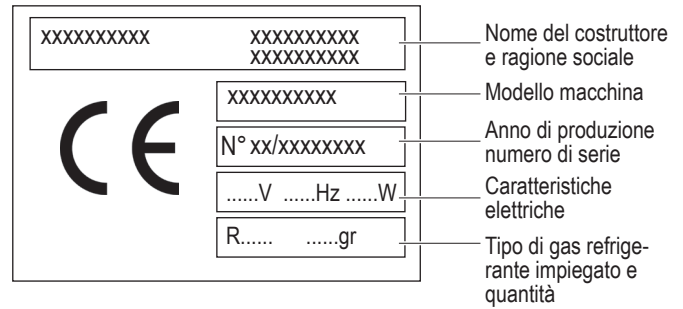 xxxxxxxxxx xxxxxxxxxx
xxxxxxxxxx
Nome del costruttore
e ragione sociale
CE
xxxxxxxxxx
Modello macchina
N° xx/xxxxxxxx
Anno di produzione
numero di serie
......V ......Hz ......W
Caratteristiche
elettriche
R...... ......gr
Tipo di gas refrige-
rante impiegato e
quantità